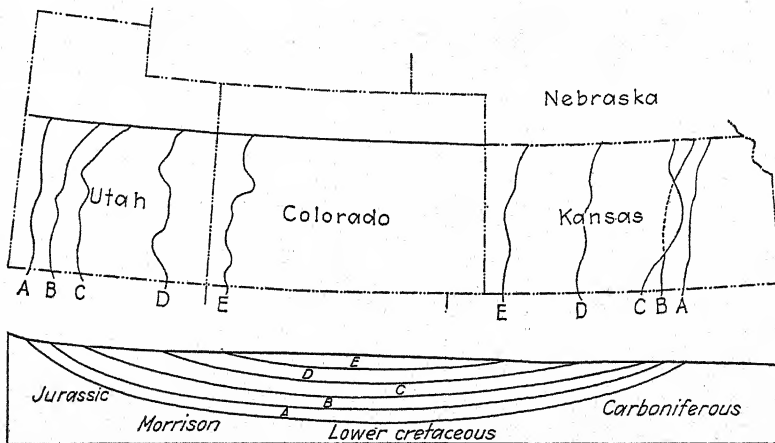 Nebraska
Utah
Colorado
Kansas
A B C D E E D C B A
E
D
C
B
A
Jurassic
Carboniferous
Morrison
Lower cretaceous